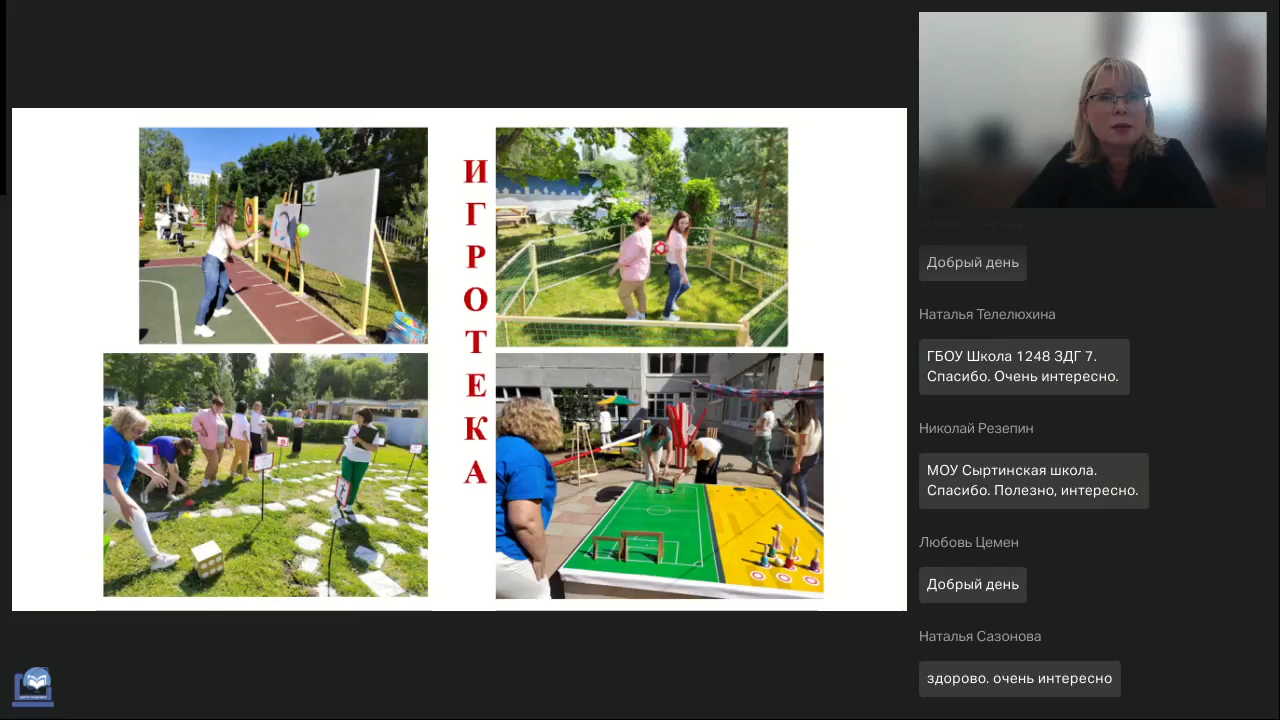 ИГРОТЕКА
Добрый день
Наталья Телелюхина
ГБОУ Школа 1248 ЗДГ 7.
Спасибо. Очень интересно.
Николай Резепин
МОУ Сыртинская школа.
Спасибо. Полезно, интересно.
Любовь Цемен
Добрый день
Наталья Сазонова
здорово. очень интересно